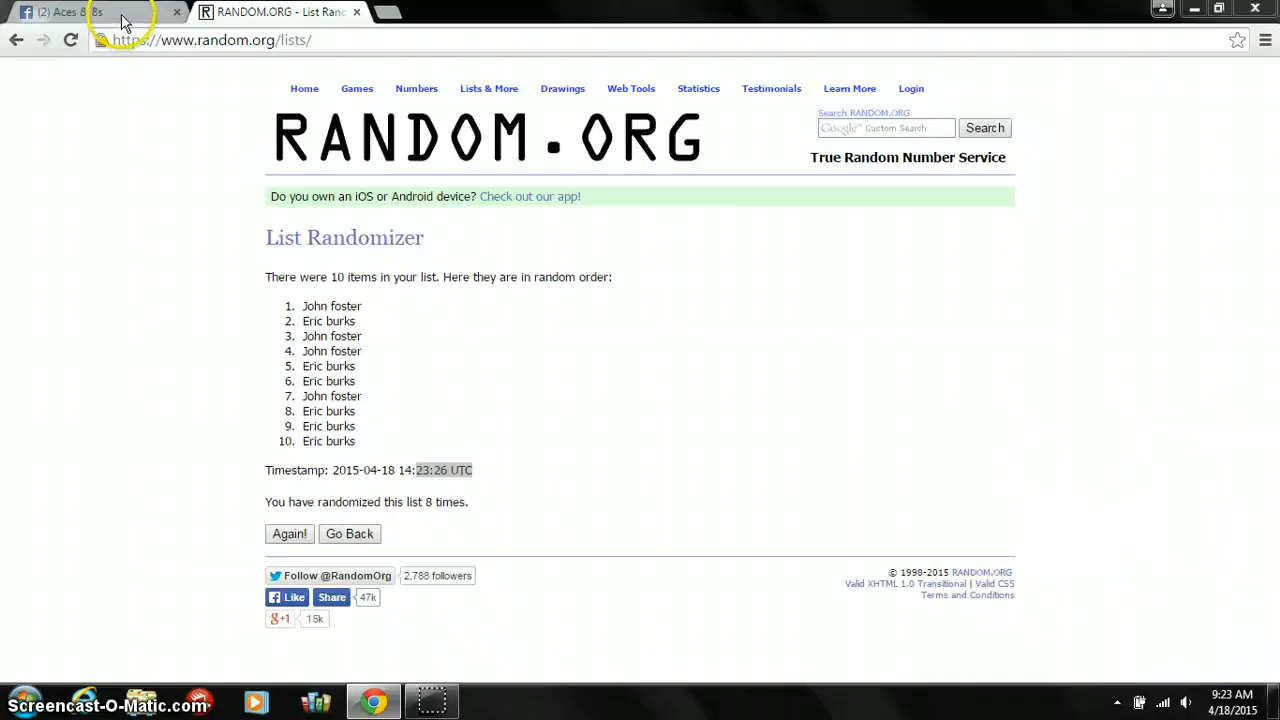 (2) Aces 8
RANDOM.ORG - List Ranc
https://www.random.org/lists/
Home Games Numbers Lists & More Drawings Web Tools Statistics Testimonials Learn More Login
RANDOM.ORG
Search RANDOM.ORG
Google™ Custom Search Search
True Random Number Service
Do you own an iOS or Android device? Check out our app!
List Randomizer
There were 10 items in your list. Here they are in random order:
1. John foster
2. Eric burks
3. John foster
4. John foster
5. Eric burks
6. Eric burks
7. John foster
8. Eric burks
9. Eric burks
10. Eric burks
Timestamp: 2015-04-18 14:23:26 UTC
You have randomized this list 8 times.
Again! Go Back
Follow @RandomOrg 2,788 followers
Like Share 47k
g+1 15k
© 1998-2015 RANDOM.ORG
Valid XHTML 1.0 Transitional | Valid CSS
Terms and Conditions
Screencast-O-Matic.com
9:23 AM
4/18/2015